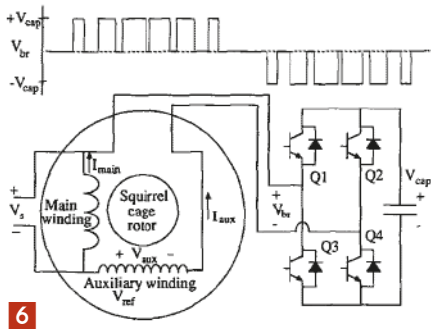 +V_cap
V_br
-V_cap
I_main
Main
winding
Squirrel
cage
rotor
+
V_s
-
I_aux
+ V_aux -
Auxiliary winding
V_ref
+
V_br
-
Q1
Q2
Q3
Q4
V_cap
+
-
6